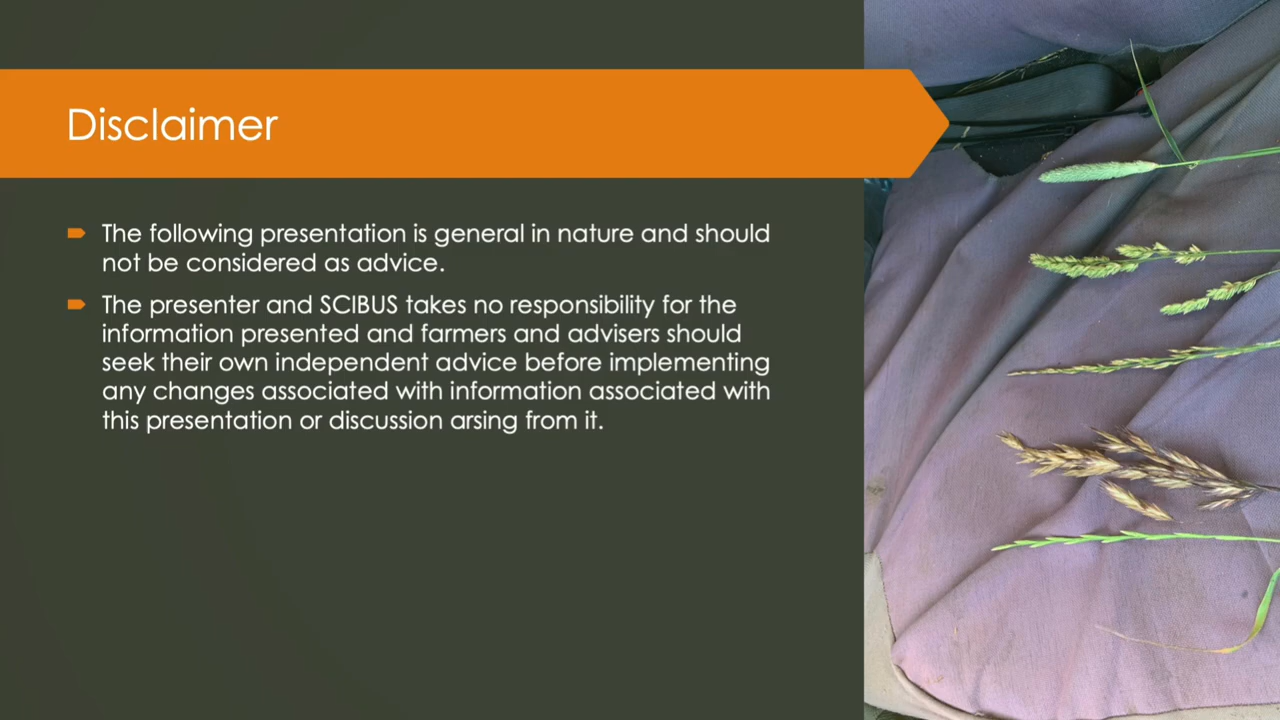 Disclaimer
The following presentation is general in nature and should
not be considered as advice.
The presenter and SCIBUS takes no responsibility for the
information presented and farmers and advisers should
seek their own independent advice before implementing
any changes associated with information associated with
this presentation or discussion arsing from it.